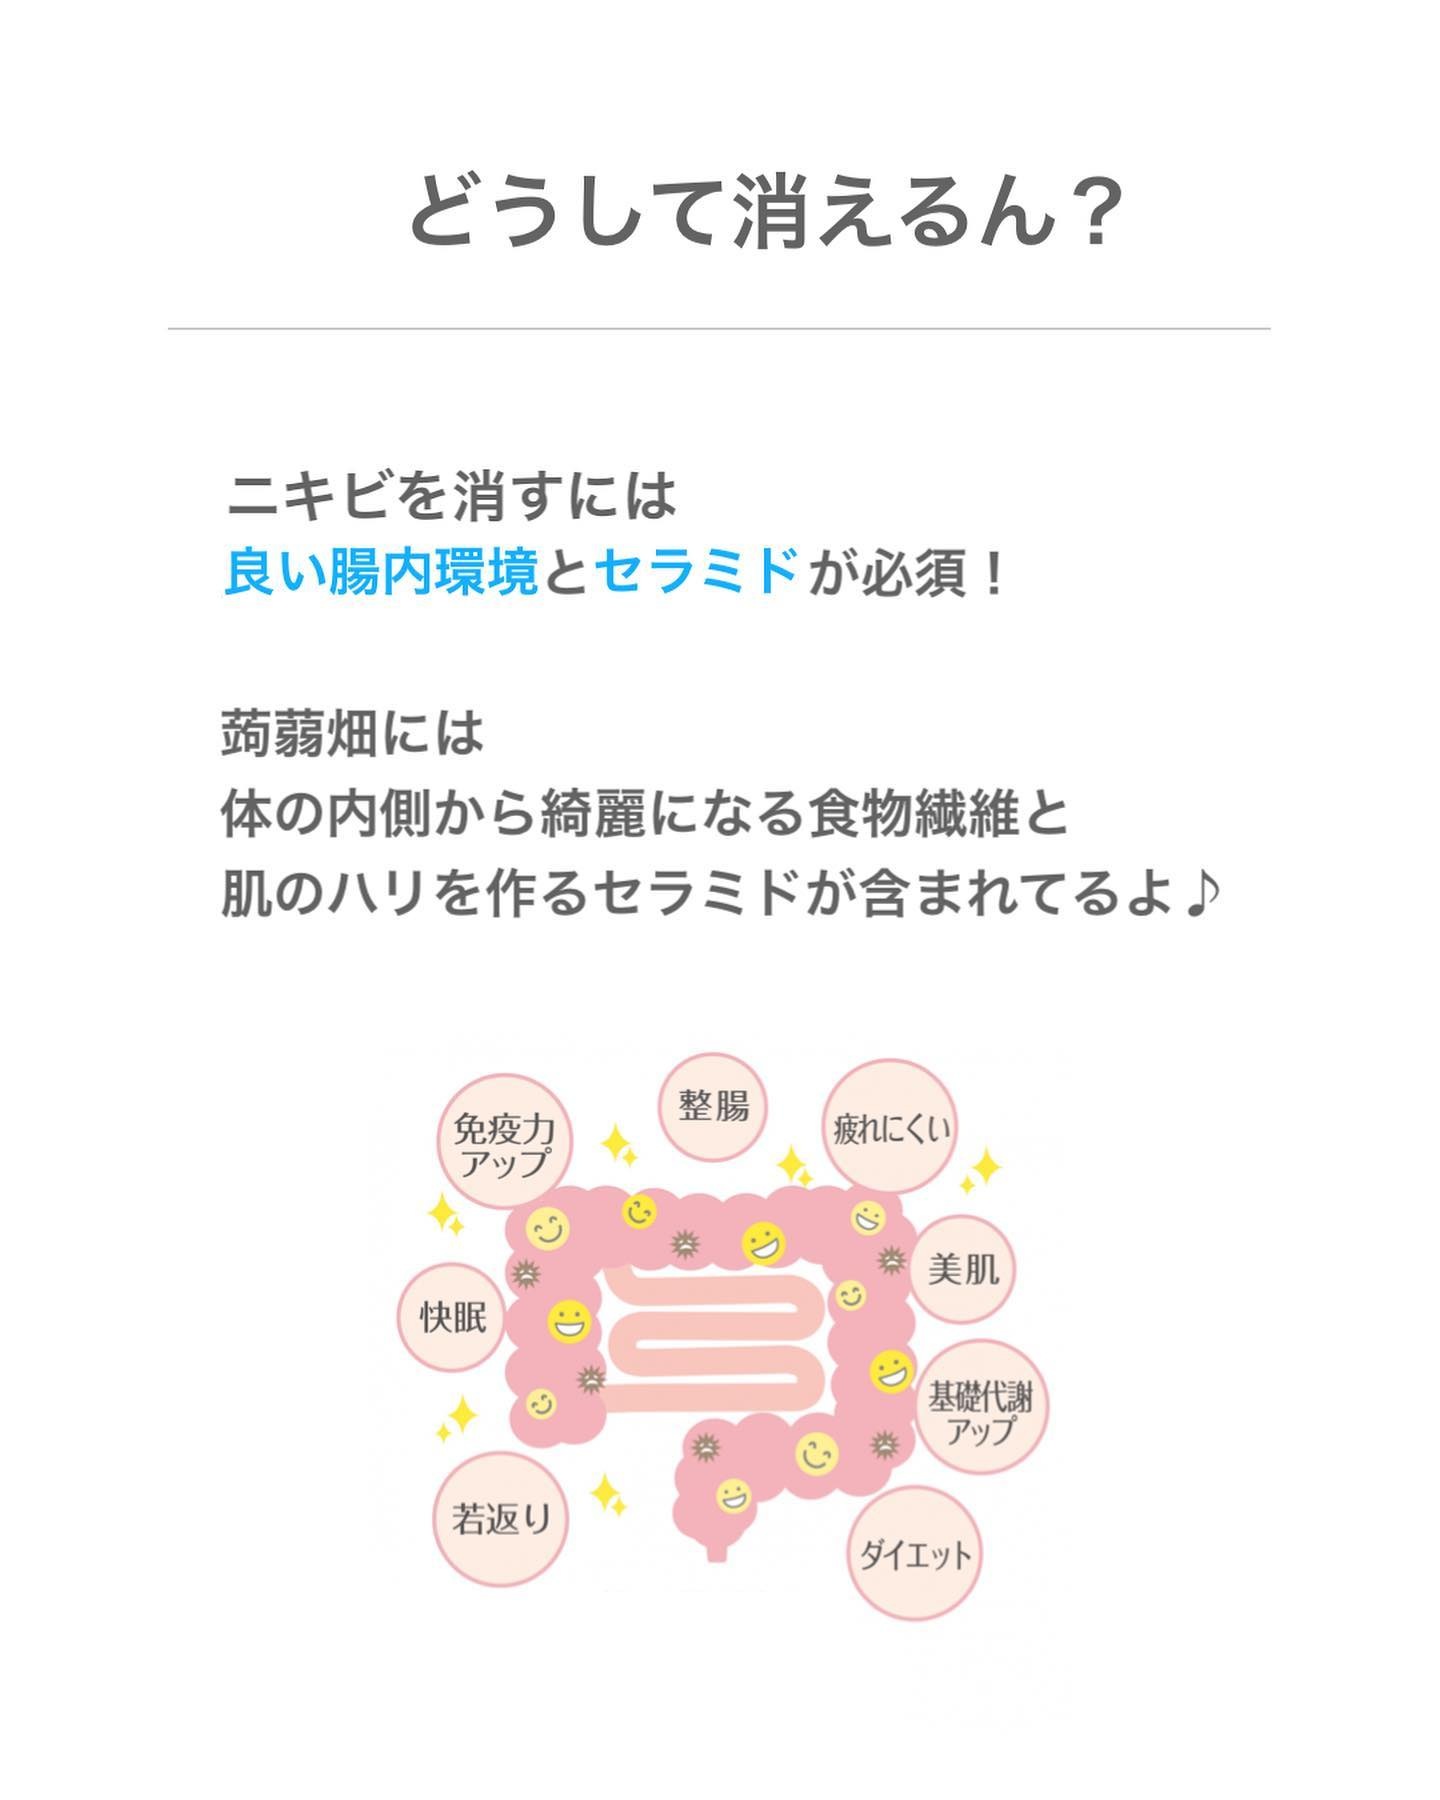 どうして消えるん？
ニキビを消すには
良い腸内環境とセラミドが必須！
蒟蒻畑には
体の内側から綺麗になる食物繊維と
肌のハリを作るセラミドが含まれてるよ♪
免疫力
アップ
整腸
疲れにくい
快眠
美肌
基礎代謝
アップ
若返り
ダイエット